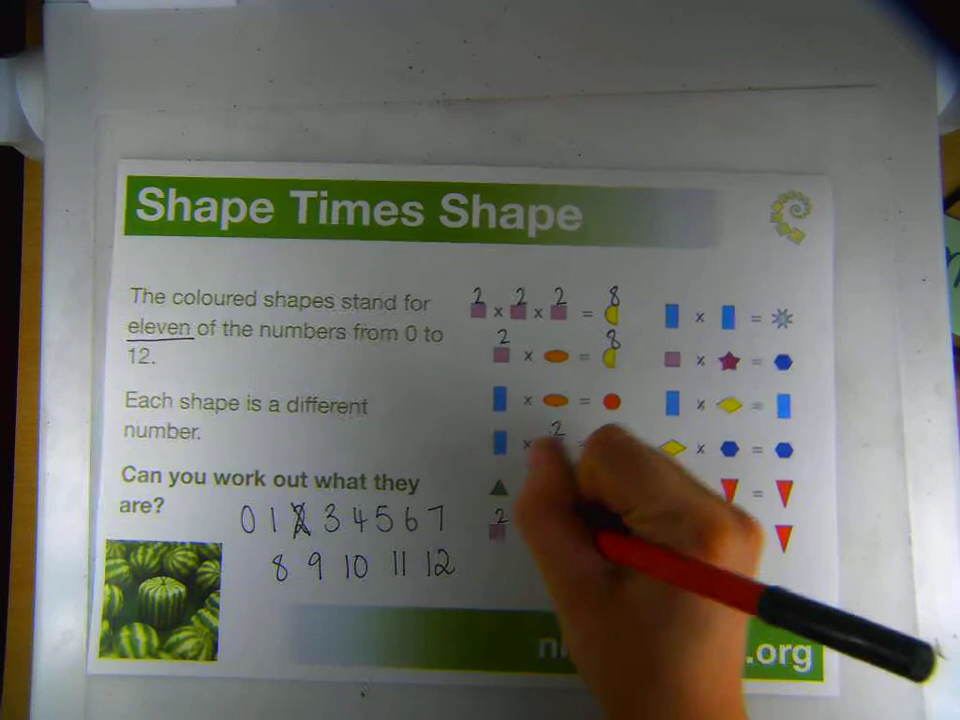 Shape Times Shape
The coloured shapes stand for
eleven of the numbers from 0 to
12.
Each shape is a different
number.
Can you work out what they
are?
0 1 2 3 4 5 6 7
8 9 10 11 12
2 2 2 8
× × =
2 8
× =
× =
2
×
2
× =
× =
× =
× =
=
.org